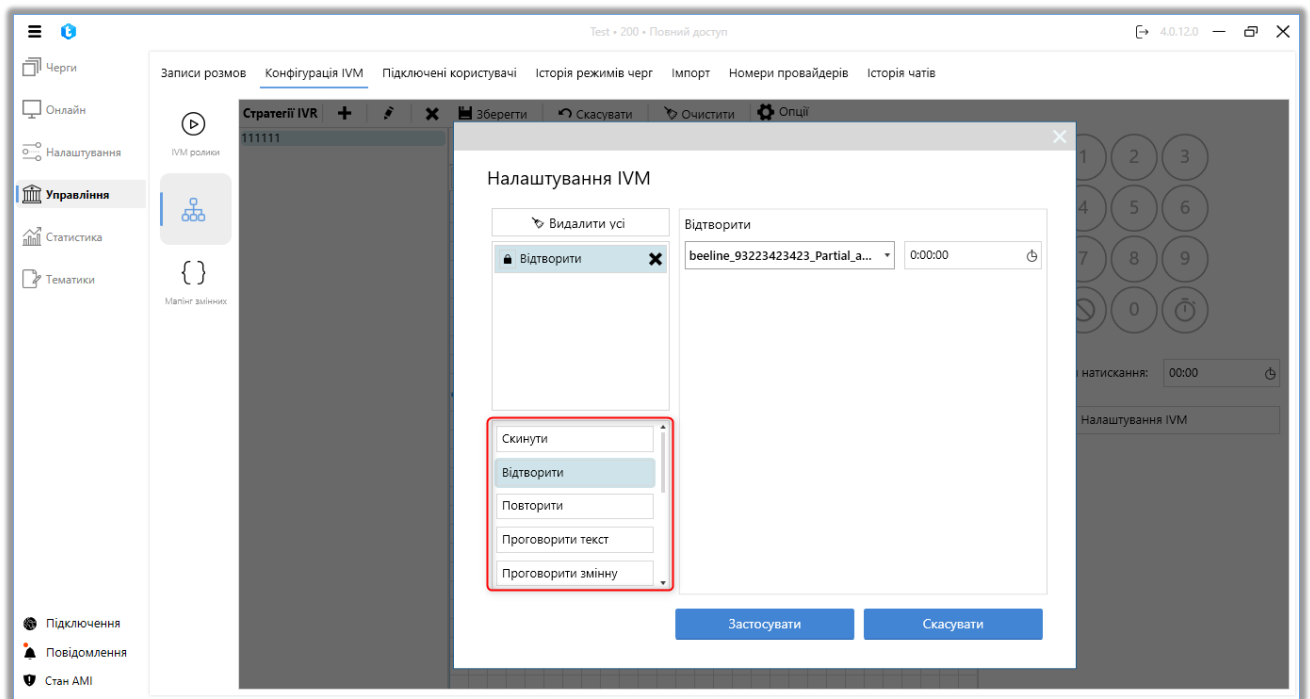 Test • 200 • Повний доступ
4.0.12.0
Черги
Онлайн
Налаштування
Управління
Статистика
Тематики
Підключення
Повідомлення
Стан AMI
Записи розмов Конфігурація IVM Підключені користувачі Історія режимів черг Імпорт Номери провайдерів Історія чатів
IVM ролики
Мапінг змінних
Стратегії IVR Зберегти Скасувати Очистити Опції
111111
Налаштування IVM
Видалити усі
Відтворити
Скинути
Відтворити
Повторити
Проговорити текст
Проговорити змінну
Відтворити
beeline_93223423423_Partial_a... 0:00:00
Застосувати Скасувати
1 2 3
4 5 6
7 8 9
0
натискання: 00:00
Налаштування IVM